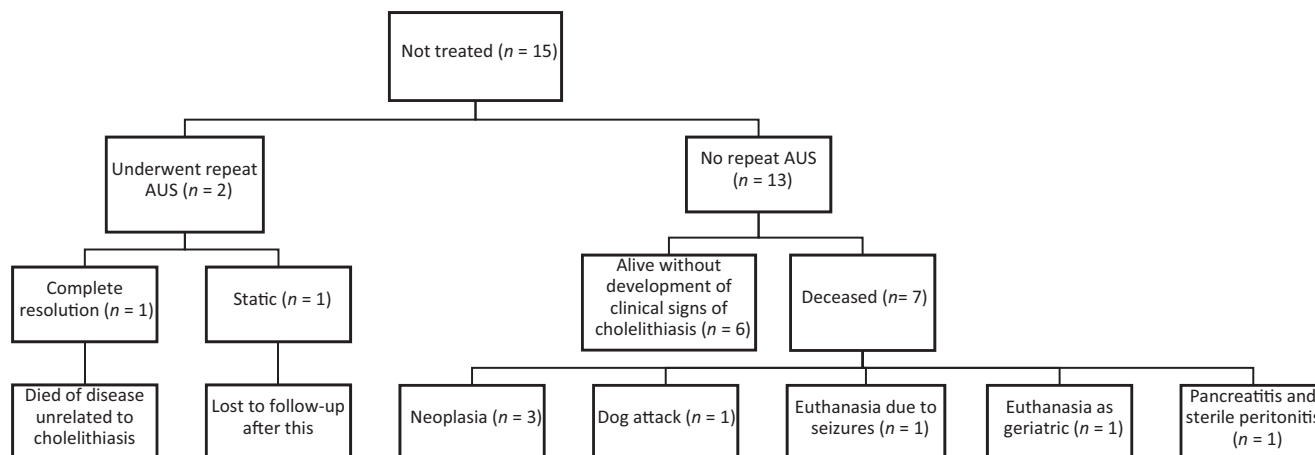 Not treated (n = 15)
Underwent repeat
AUS (n = 2)
No repeat AUS
(n = 13)
Complete
resolution (n = 1)
Static (n = 1)
Alive without
development of
clinical signs of
cholelithiasis (n = 6)
Deceased (n= 7)
Died of disease
unrelated to
cholelithiasis
Lost to follow-up
after this
Neoplasia (n = 3)
Dog attack (n = 1)
Euthanasia due to
seizures (n = 1)
Euthanasia as
geriatric (n = 1)
Pancreatitis and
sterile peritonitis
(n = 1)